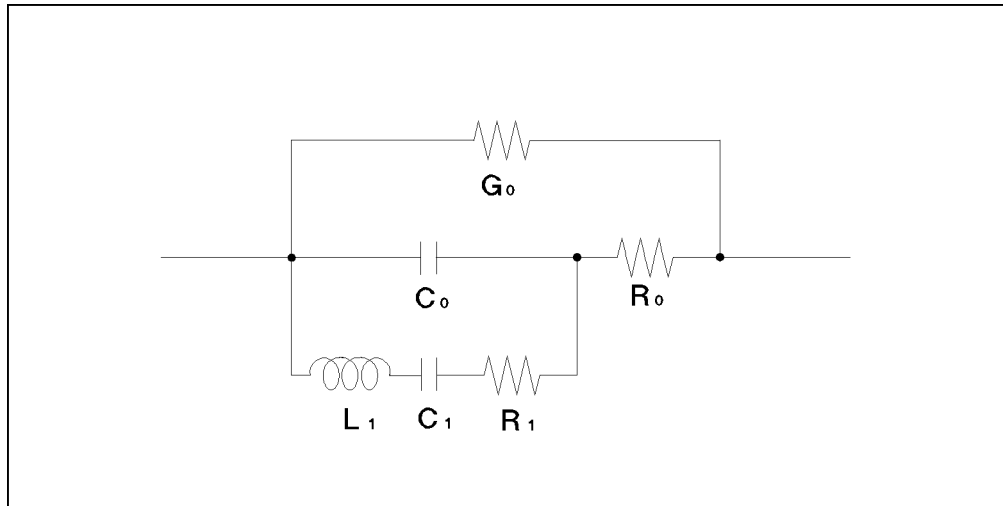 G₀
C₀
R₀
L₁ C₁ R₁